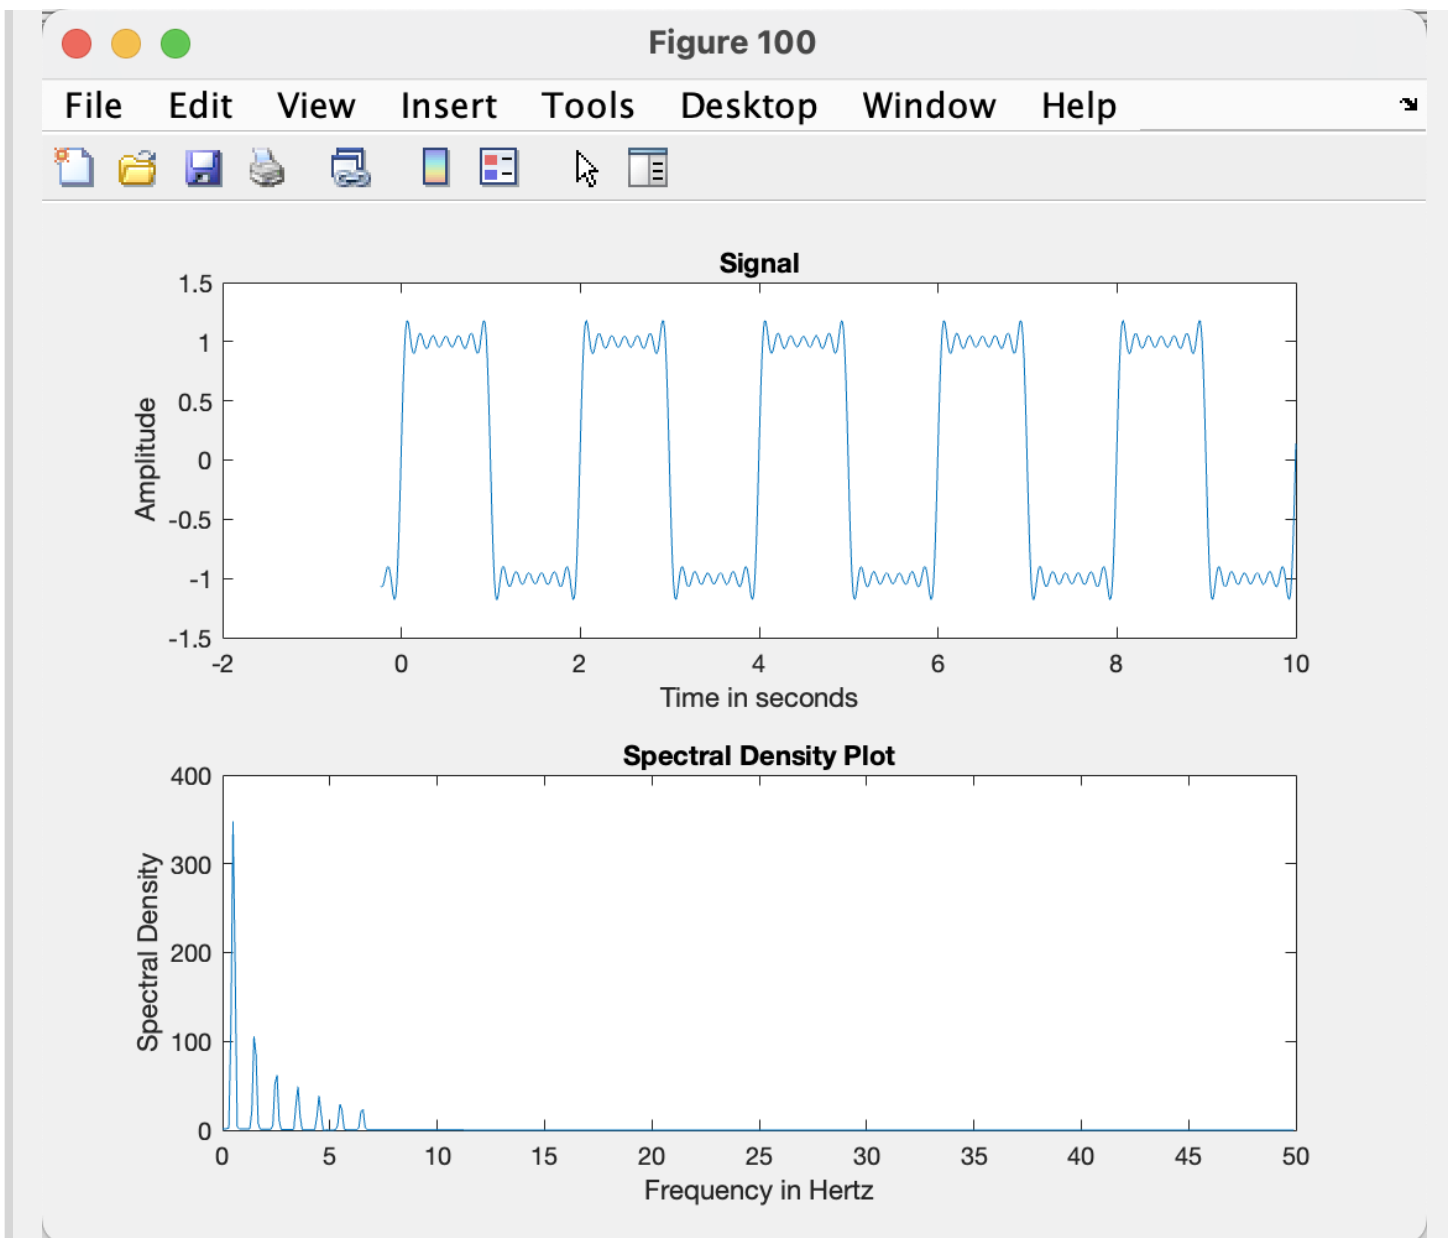 Figure 100
File Edit View Insert Tools Desktop Window Help
Signal
1.5
1
0.5
0
-0.5
-1
-1.5
Amplitude
-2 0 2 4 6 8 10
Time in seconds
Spectral Density Plot
400
300
200
100
0
Spectral Density
0 5 10 15 20 25 30 35 40 45 50
Frequency in Hertz